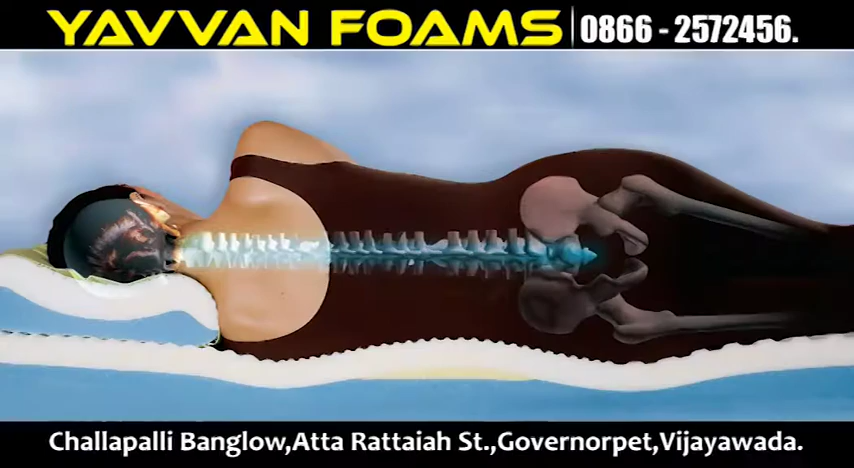 YAVVAN FOAMS | 0866 - 2572456.
Challapalli Banglow,Atta Rattaiah St.,Governorpet,Vijayawada.